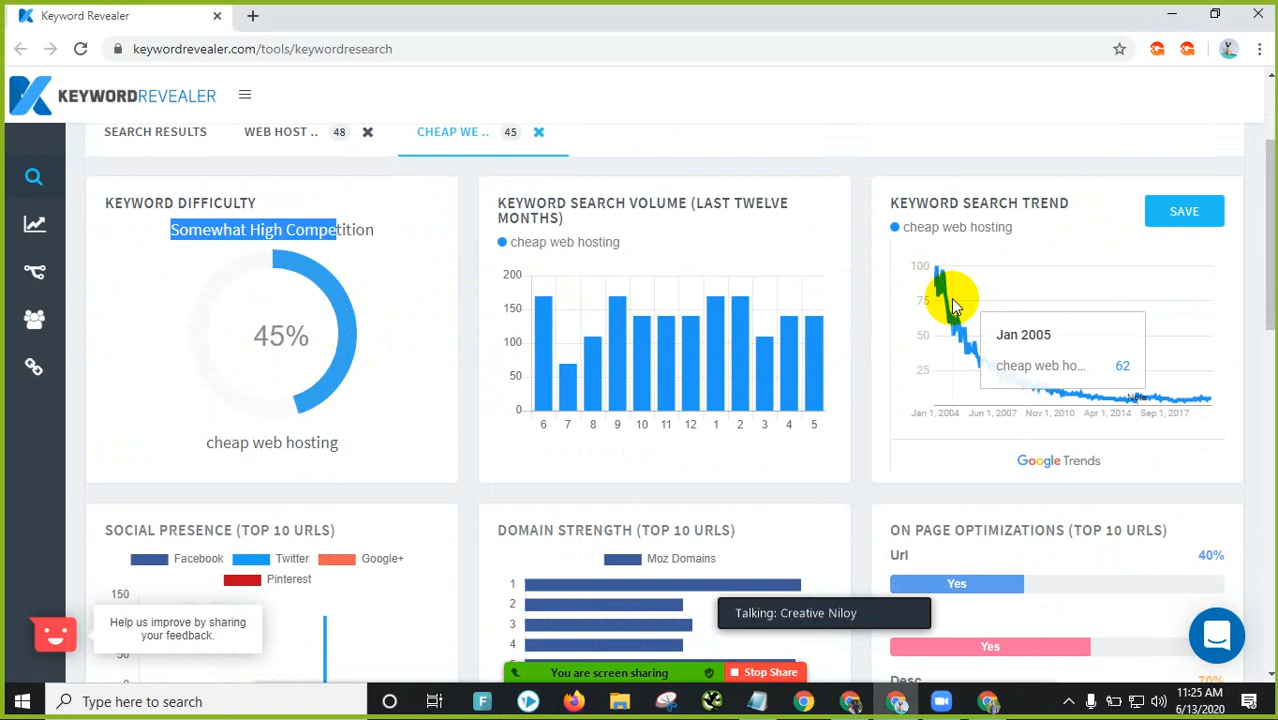 Keyword Revealer
keywordrevealer.com/tools/keywordresearch
KEYWORDREVEALER
SEARCH RESULTS
WEB HOST .. 48
CHEAP WE .. 45
KEYWORD DIFFICULTY
Somewhat High Competition
45%
cheap web hosting
KEYWORD SEARCH VOLUME (LAST TWELVE
MONTHS)
cheap web hosting
200
150
100
50
0
6 7 8 9 10 11 12 1 2 3 4 5
KEYWORD SEARCH TREND
SAVE
cheap web hosting
100
75
50
25
Jan 2005
cheap web ho... 62
Note
Jan 1, 2004 Jun 1, 2007 Nov 1, 2010 Apr 1, 2014 Sep 1, 2017
Google Trends
SOCIAL PRESENCE (TOP 10 URLS)
Facebook Twitter Google+
Pinterest
150
50
0
Help us improve by sharing
your feedback.
DOMAIN STRENGTH (TOP 10 URLS)
Moz Domains
1
2
3
4
ON PAGE OPTIMIZATIONS (TOP 10 URLS)
Url 40%
Yes
Yes
Desc 70%
Talking: Creative Niloy
You are screen sharing
Stop Share
Type here to search
11:25 AM
6/13/2020